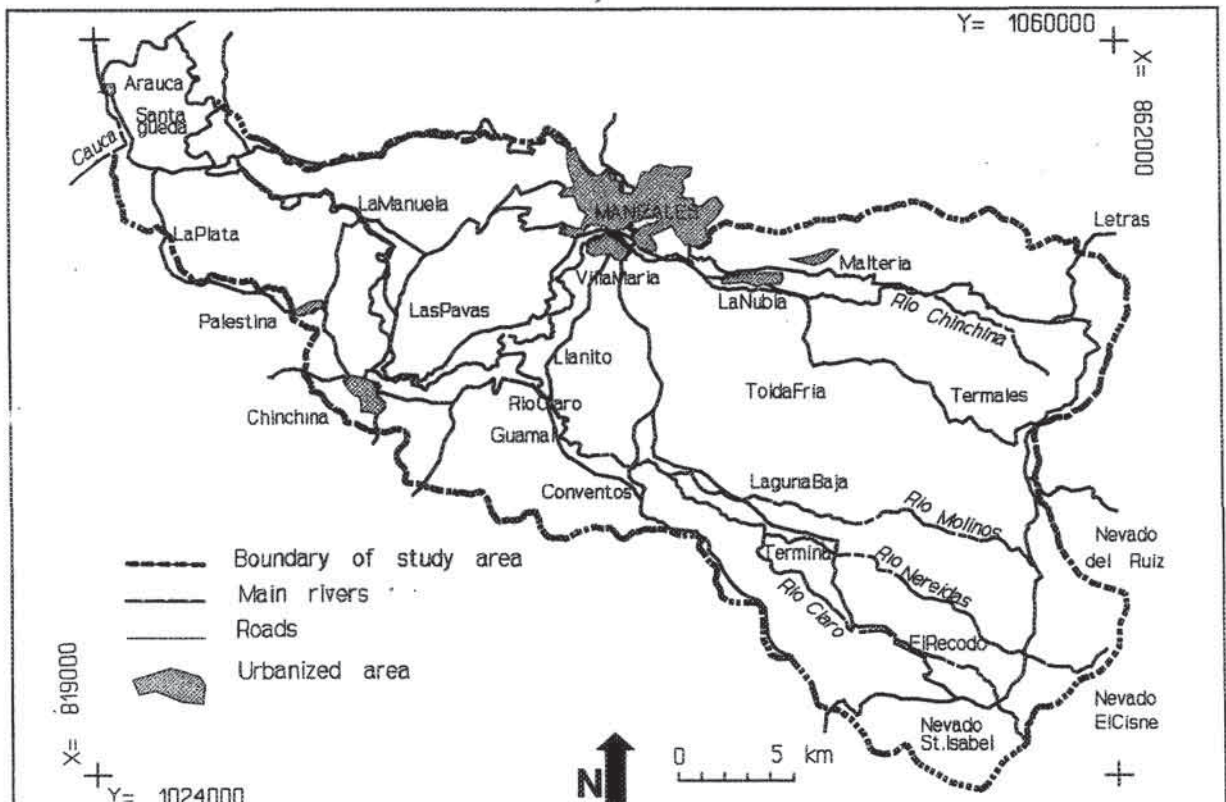 Y= 1060000
X= 862000
Arauca
Santa
gueda
Cauca
LaManuela
MANIZALES
Letras
LaPlata
VillaMaria
Malteria
LaNubia
Rio Chinchina
Palestina
LasPavas
Llanito
ToldaFria
Termales
Chinchina
RioClaro
Guamal
LagunaBaja
Conventos
Rio Molinos
Nevado
del Ruiz
Boundary of study area
Termina
Rio Nereidas
Main rivers
Rio Claro
Roads
ElRecodo
Urbanized area
X= 819000
Nevado
ElCisne
Nevado
St.Isabel
0 5 km
N
Y= 1024000